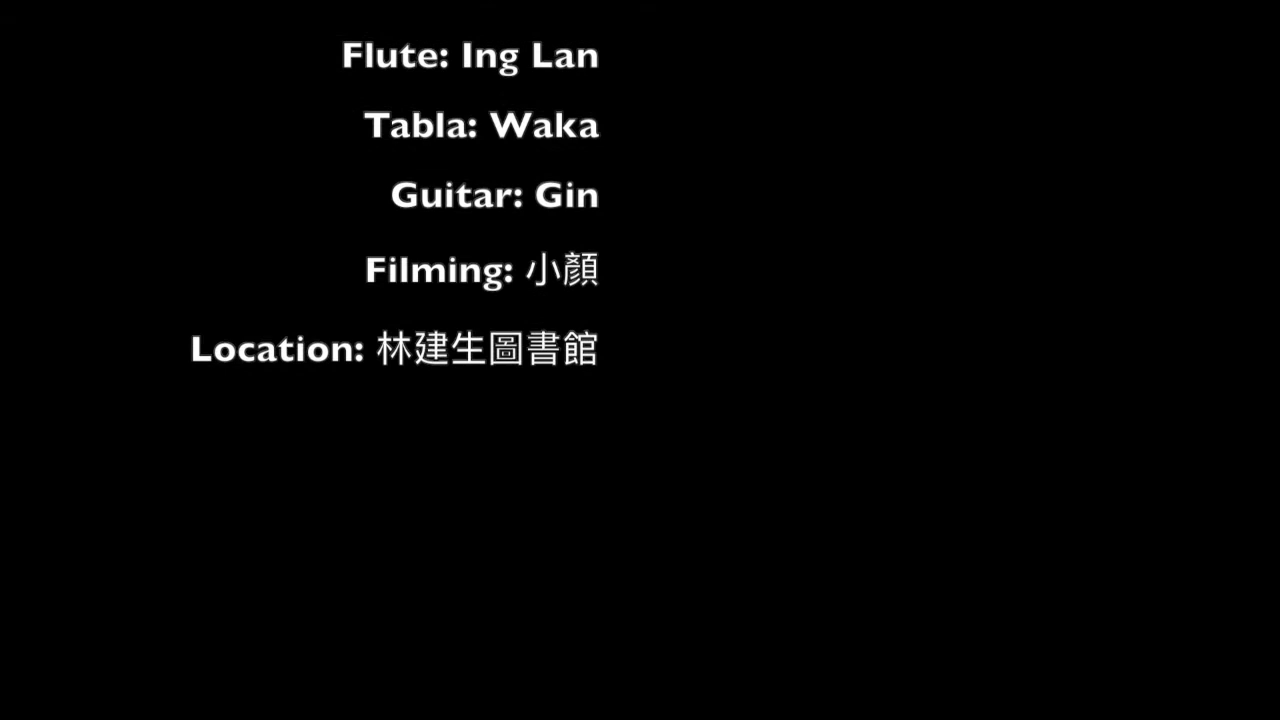 Flute: Ing Lan
Tabla: Waka
Guitar: Gin
Filming: 小顏
Location: 林建生圖書館